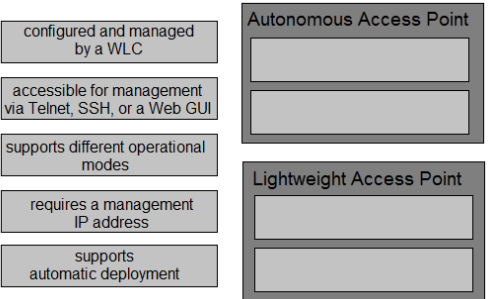 configured and managed
by a WLC
accessible for management
via Telnet, SSH, or a Web GUI
supports different operational
modes
requires a management
IP address
supports
automatic deployment
Autonomous Access Point
Lightweight Access Point